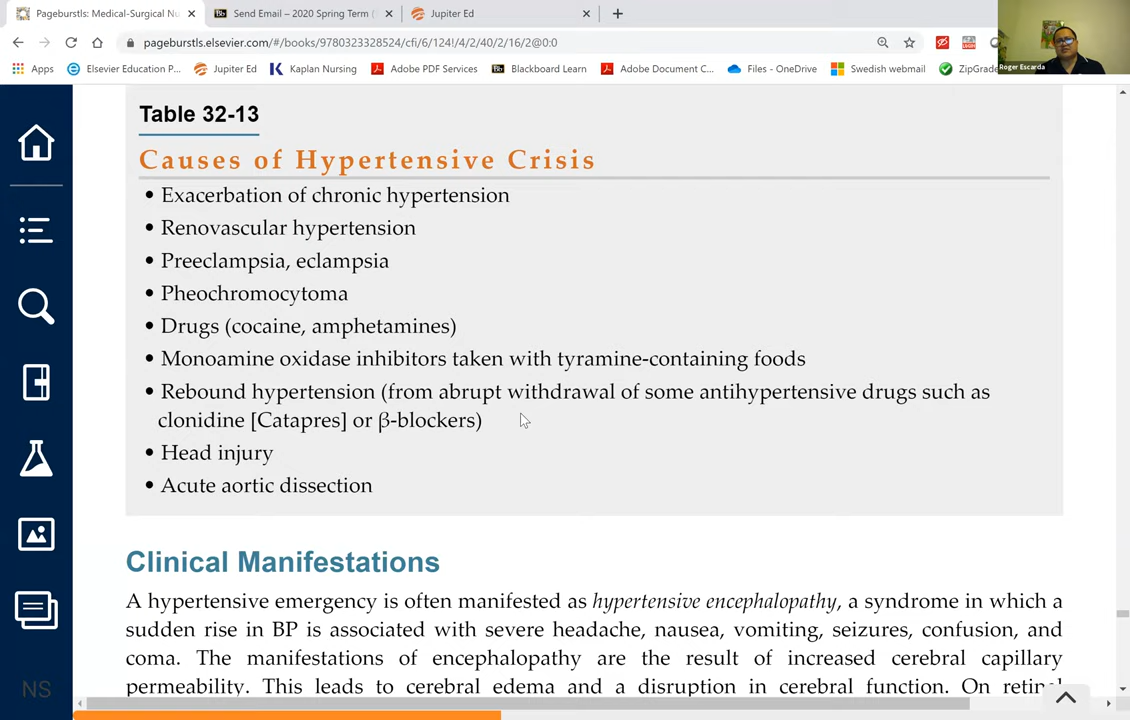 Pageburstls: Medical-Surgical Nu
Send Email – 2020 Spring Term (
Jupiter Ed
pageburstls.elsevier.com/#/books/9780323328524/cfi/6/124!/4/2/40/2/16/2@0:0
Apps
Elsevier Education P...
Jupiter Ed
Kaplan Nursing
Adobe PDF Services
Blackboard Learn
Adobe Document C...
Files - OneDrive
Swedish webmail
ZipGrade
Roger Escarda
Table 32-13
Causes of Hypertensive Crisis
• Exacerbation of chronic hypertension
• Renovascular hypertension
• Preeclampsia, eclampsia
• Pheochromocytoma
• Drugs (cocaine, amphetamines)
• Monoamine oxidase inhibitors taken with tyramine-containing foods
• Rebound hypertension (from abrupt withdrawal of some antihypertensive drugs such as
clonidine [Catapres] or β-blockers)
• Head injury
• Acute aortic dissection
Clinical Manifestations
A hypertensive emergency is often manifested as hypertensive encephalopathy, a syndrome in which a
sudden rise in BP is associated with severe headache, nausea, vomiting, seizures, confusion, and
coma. The manifestations of encephalopathy are the result of increased cerebral capillary
permeability. This leads to cerebral edema and a disruption in cerebral function. On retinal
NS